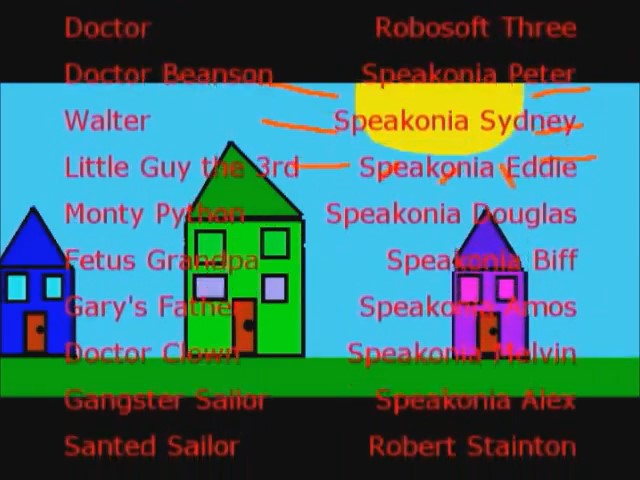 Doctor Robosoft Three
Doctor Beanson Speakonia Peter
Walter Speakonia Sydney
Little Guy the 3rd Speakonia Eddie
Monty Python Speakonia Douglas
Fetus Grandpa Speakonia Biff
Gary's Father Speakonia Amos
Doctor Clown Speakonia Melvin
Gangster Sailor Speakonia Alex
Santed Sailor Robert Stainton